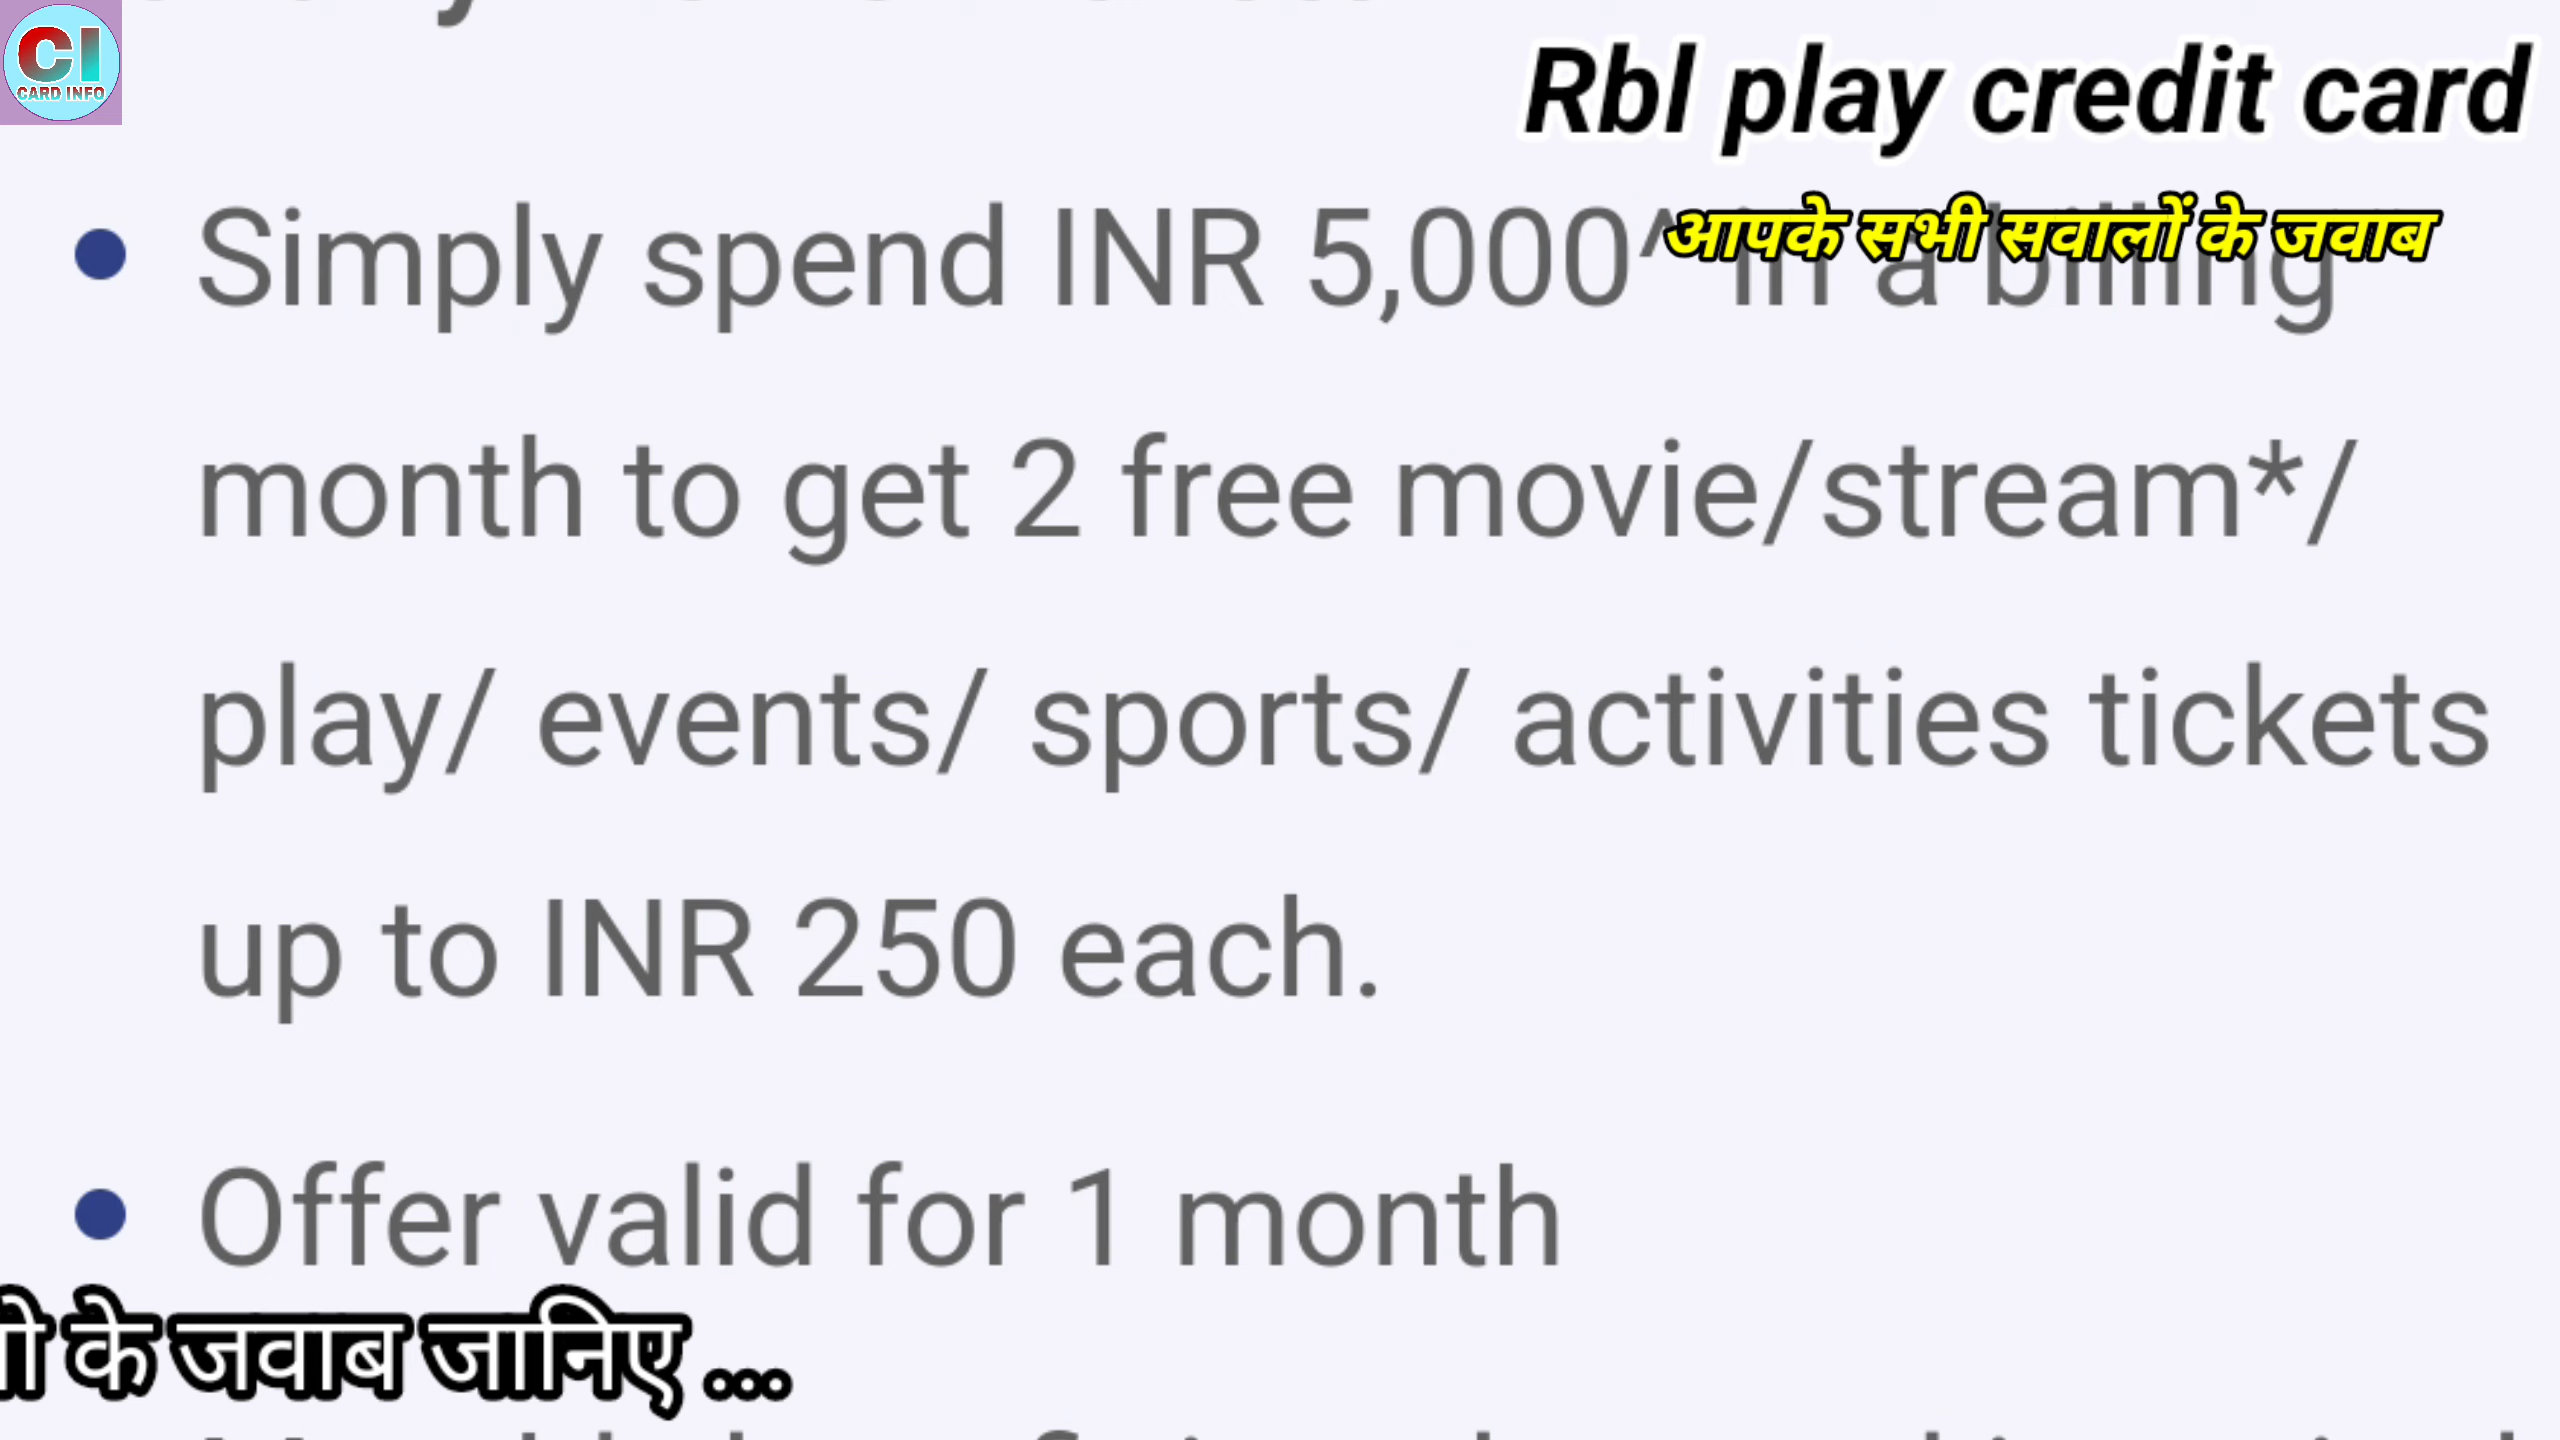 CI
CARD INFO
Rbl play credit card
आपके सभी सवालों के जवाब
Simply spend INR 5,000^ in a billing
month to get 2 free movie/stream*/
play/ events/ sports/ activities tickets
up to INR 250 each.
Offer valid for 1 month
के जवाब जानिए ...